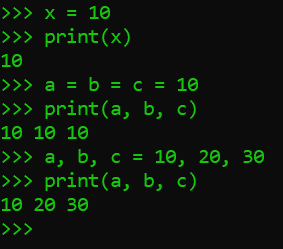 >>> x = 10
>>> print(x)
10
>>> a = b = c = 10
>>> print(a, b, c)
10 10 10
>>> a, b, c = 10, 20, 30
>>> print(a, b, c)
10 20 30
>>>